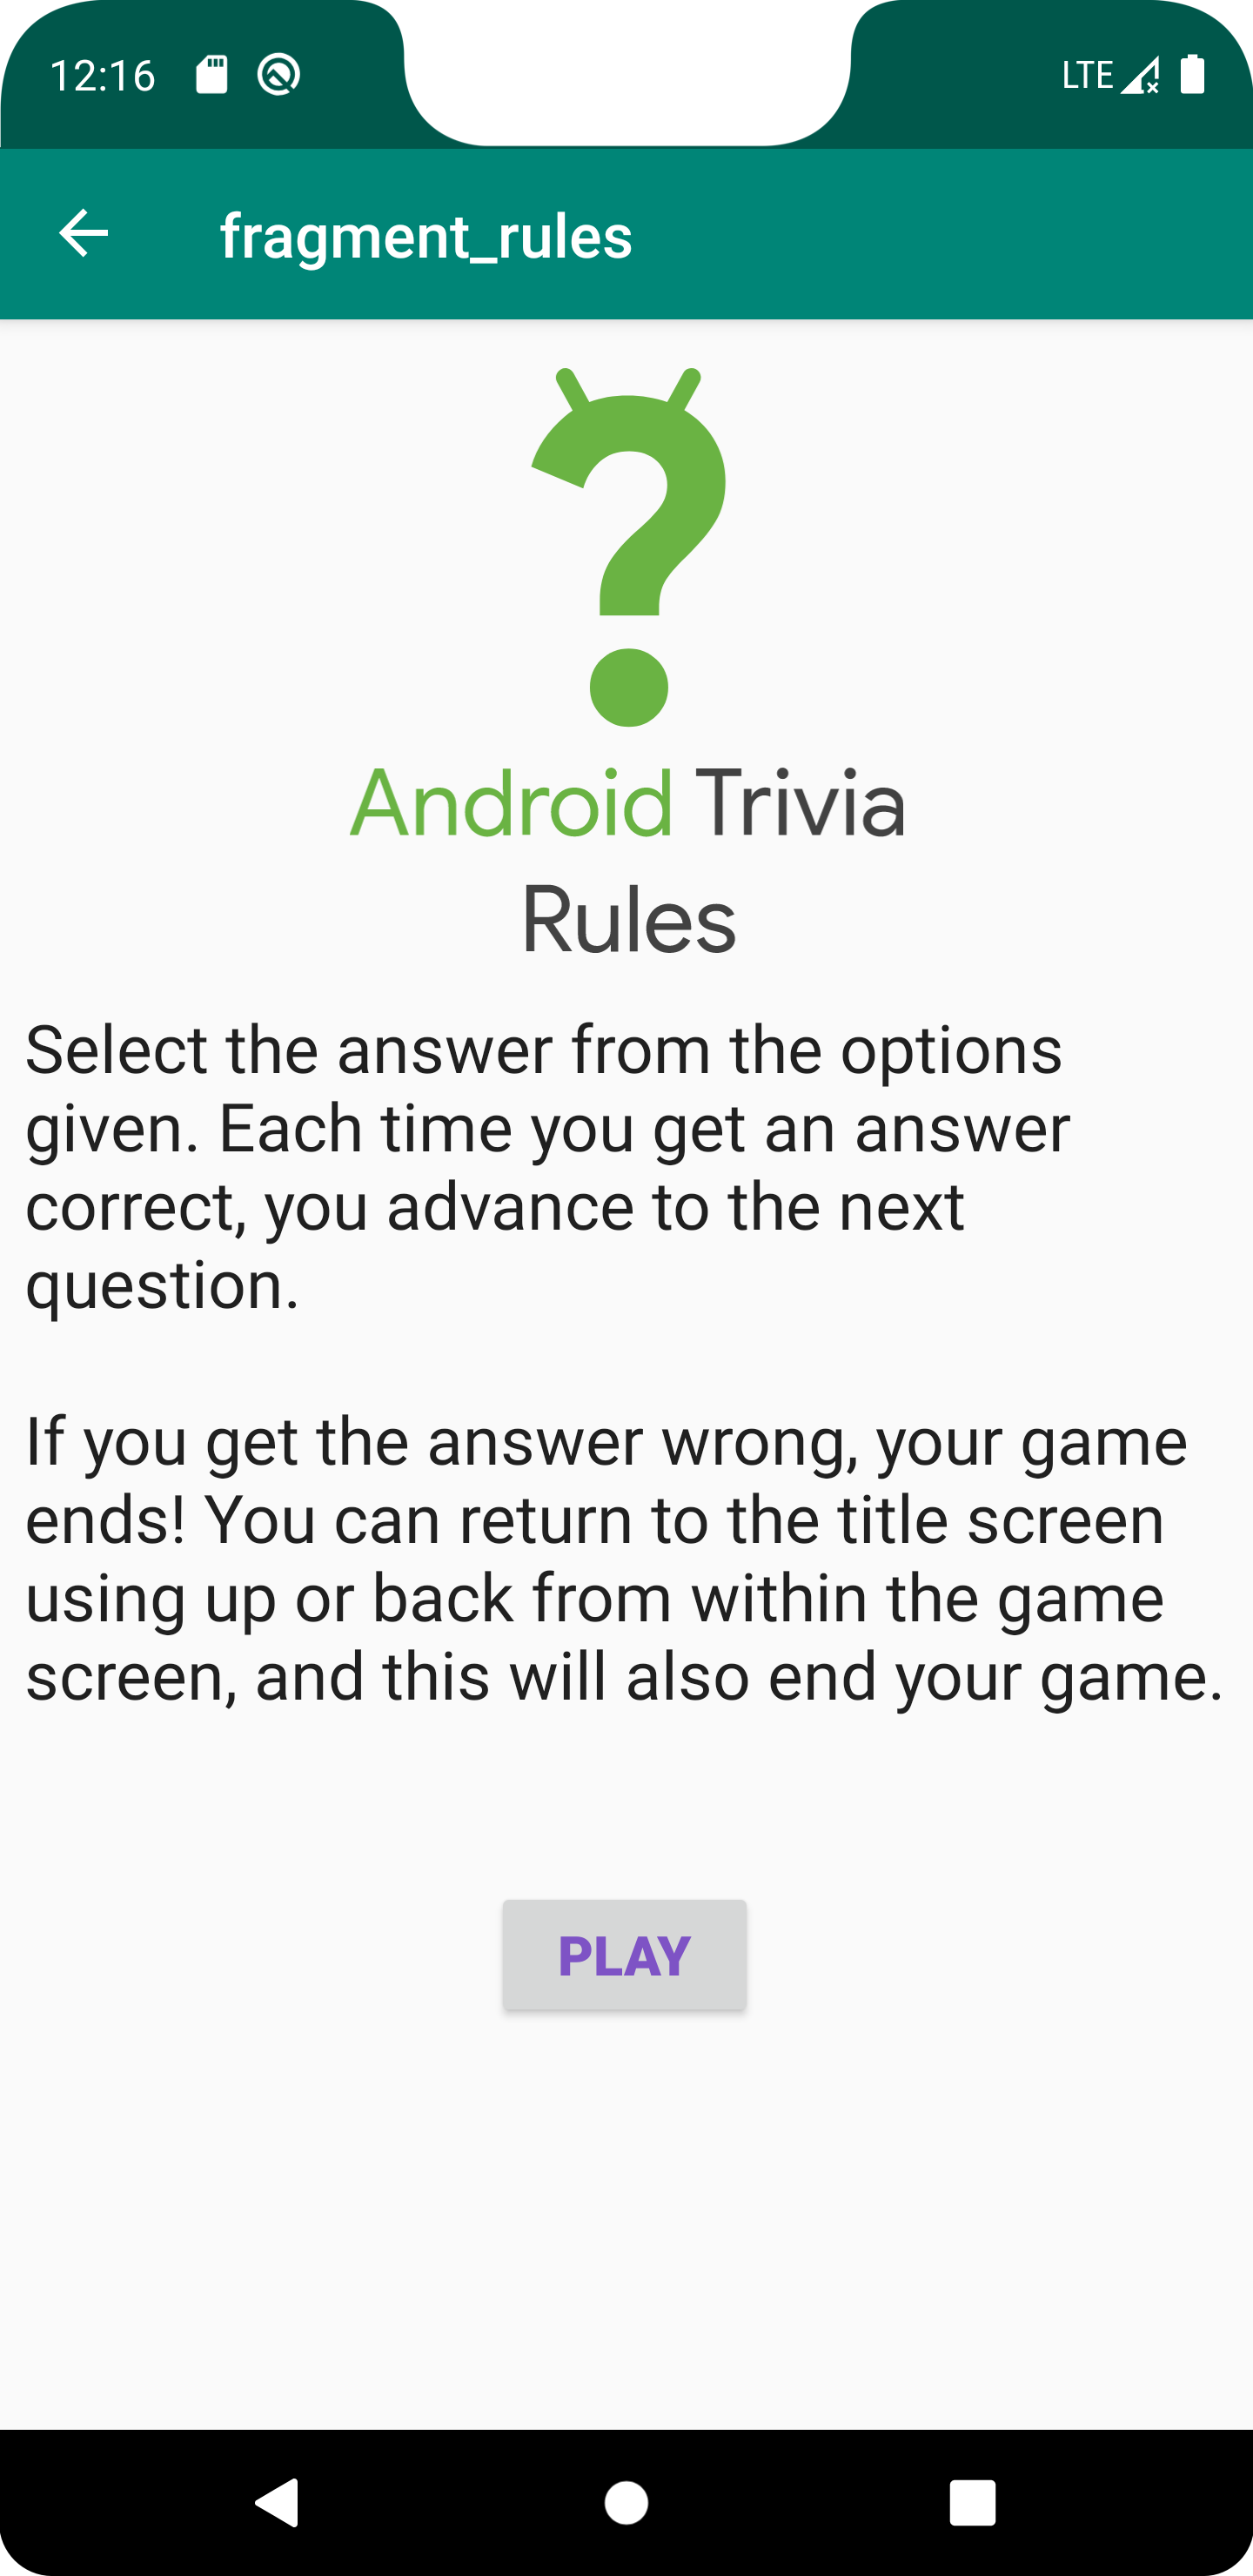 12:16
LTE
fragment_rules
Android Trivia
Rules
Select the answer from the options
given. Each time you get an answer
correct, you advance to the next
question.
If you get the answer wrong, your game
ends! You can return to the title screen
using up or back from within the game
screen, and this will also end your game.
PLAY